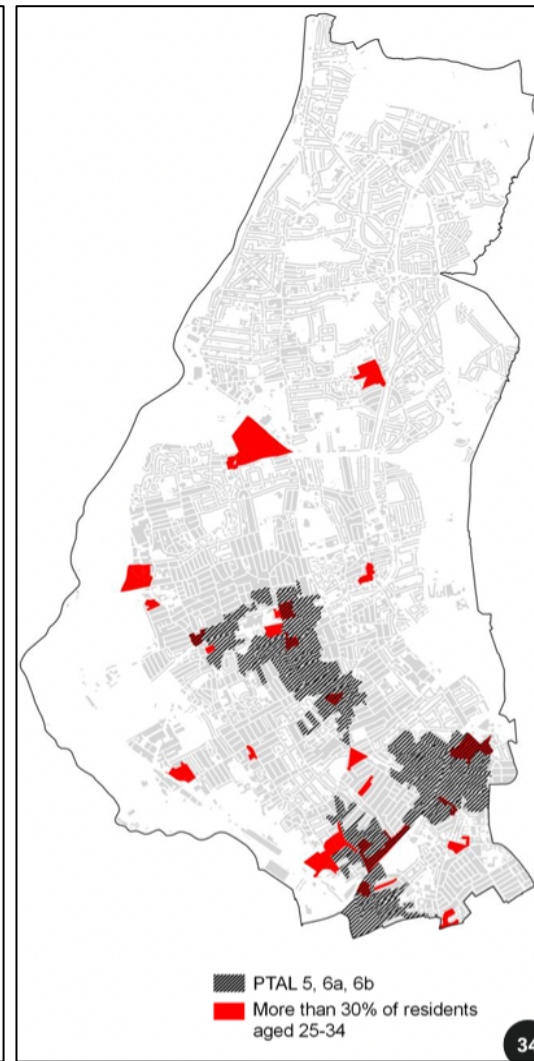 PTAL 5, 6a, 6b
More than 30% of residents
aged 25-34
34